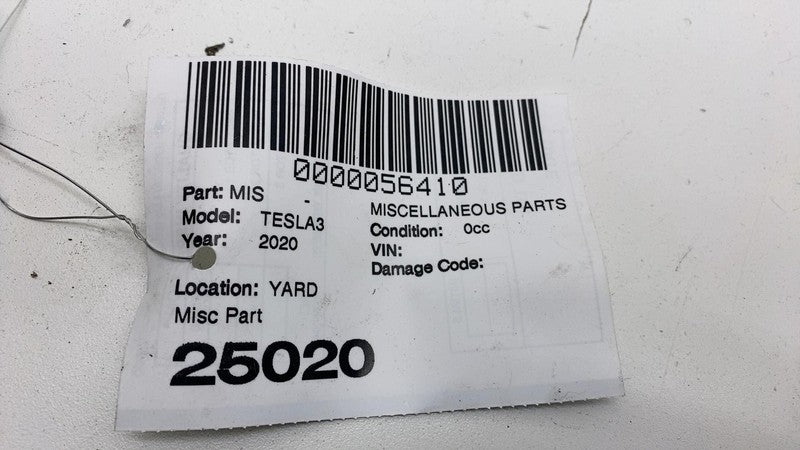 0000056410
Part: MIS -
MISCELLANEOUS PARTS
Model: TESLA3
Condition: 0cc
Year: 2020
VIN:
Damage Code:
Location: YARD
Misc Part
25020